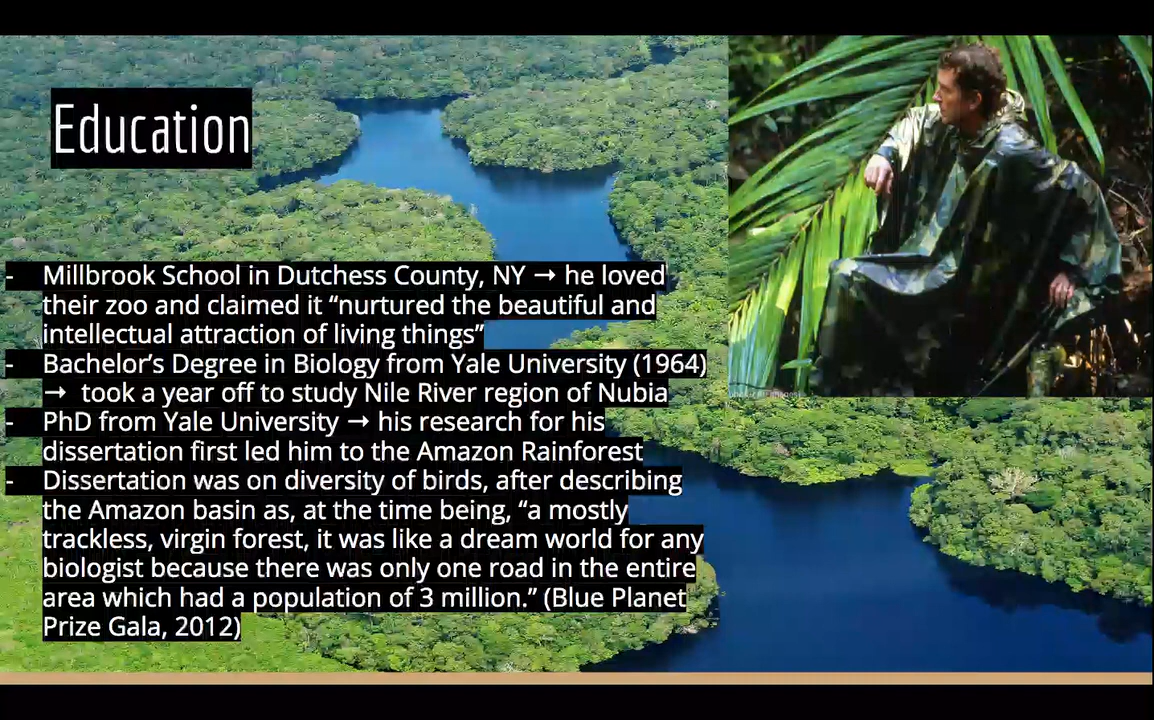 Education
- Millbrook School in Dutchess County, NY → he loved
their zoo and claimed it “nurtured the beautiful and
intellectual attraction of living things”
- Bachelor’s Degree in Biology from Yale University (1964)
→ took a year off to study Nile River region of Nubia
- PhD from Yale University → his research for his
dissertation first led him to the Amazon Rainforest
- Dissertation was on diversity of birds, after describing
the Amazon basin as, at the time being, “a mostly
trackless, virgin forest, it was like a dream world for any
biologist because there was only one road in the entire
area which had a population of 3 million.” (Blue Planet
Prize Gala, 2012)